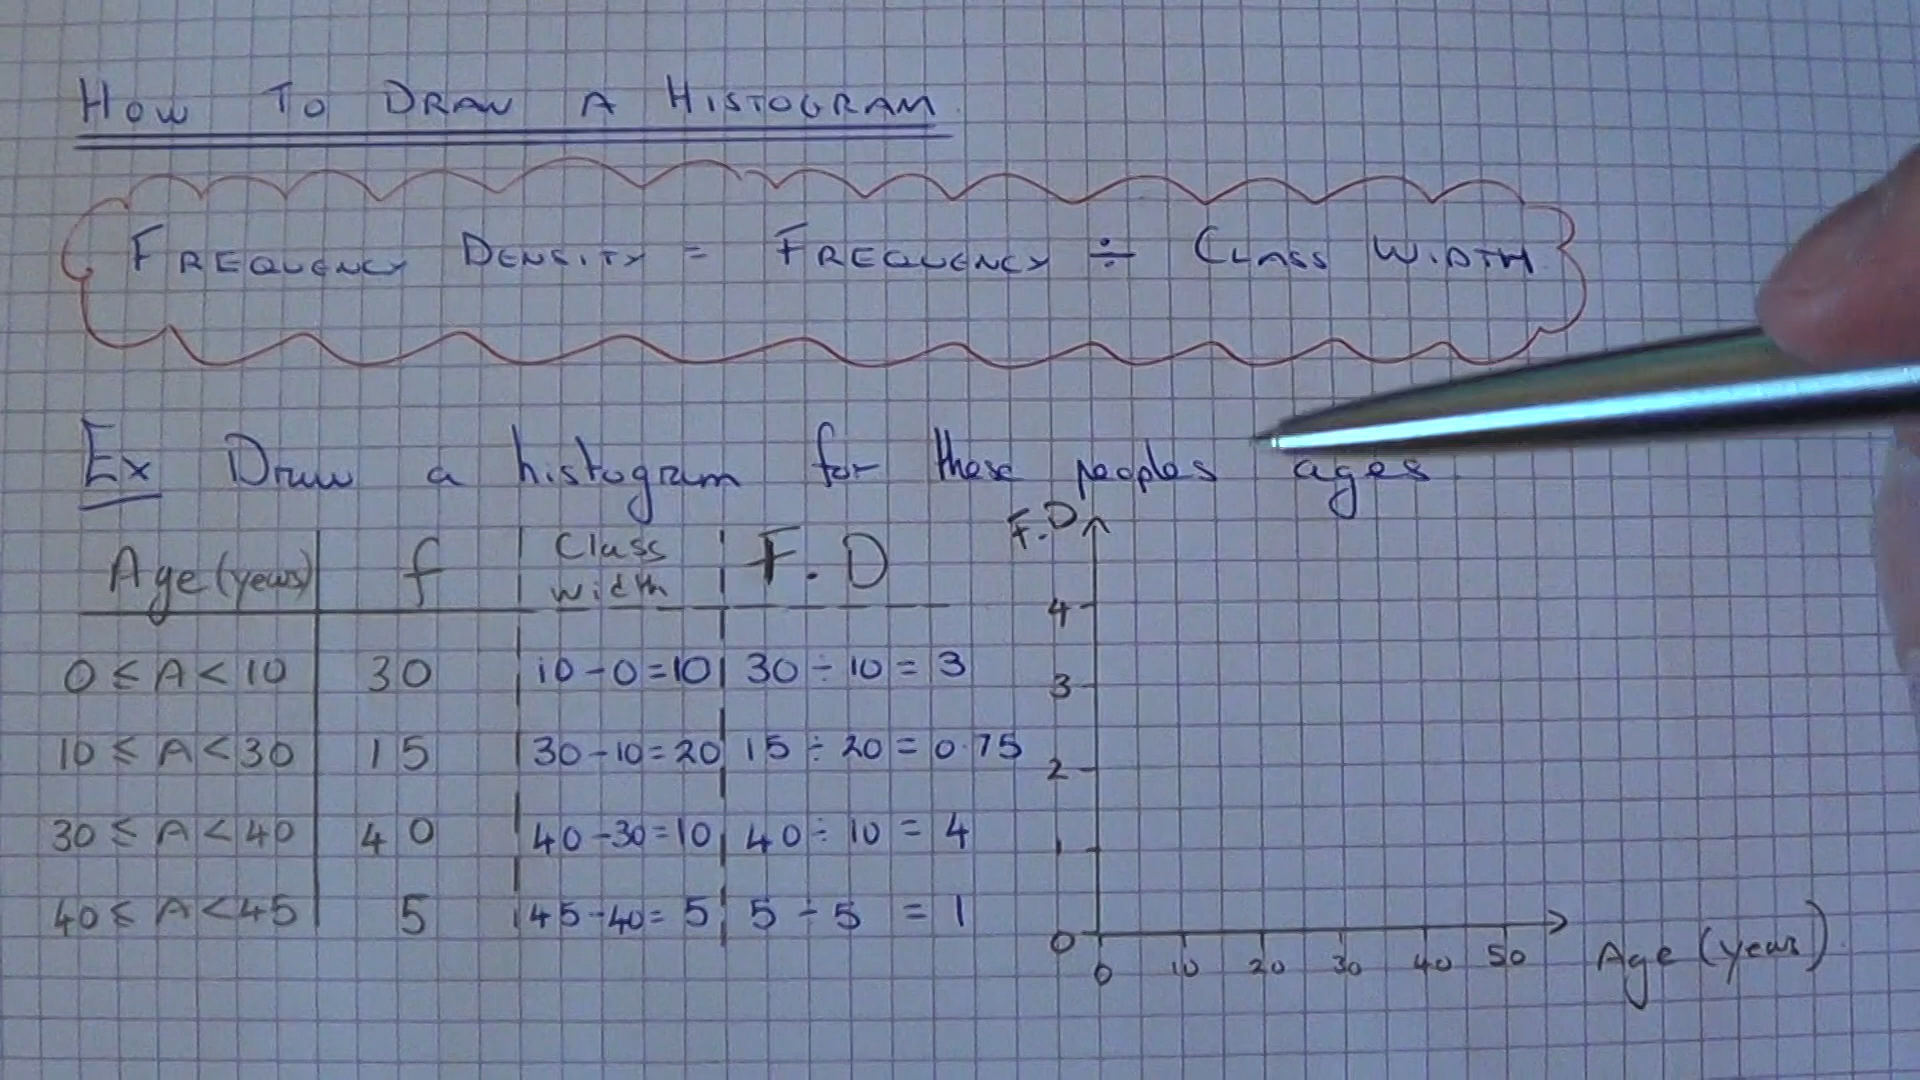 HOW TO DRAW A HISTOGRAM
FREQUENCY DENSITY = FREQUENCY ÷ CLASS WIDTH
Ex Draw a histogram for these peoples ages
Age (years) f Class width F.D
0 ≤ A < 10 30 10 - 0 = 10 30 ÷ 10 = 3
10 ≤ A < 30 15 30 - 10 = 20 15 ÷ 20 = 0.75
30 ≤ A < 40 40 40 - 30 = 10 40 ÷ 10 = 4
40 ≤ A < 45 5 45 - 40 = 5 5 ÷ 5 = 1
F.D
4
3
2
1
0
0 10 20 30 40 50 Age (years)